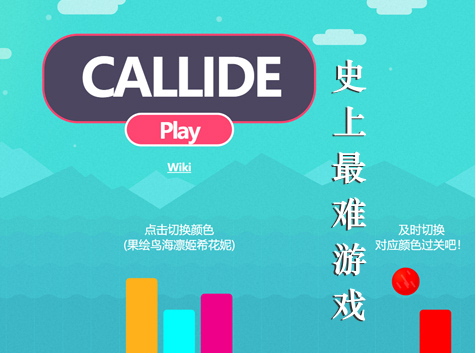 CALLIDE
Play
Wiki
史上最难游戏
点击切换颜色
(果绘鸟海凛姬希花妮)
及时切换
对应颜色过关吧！